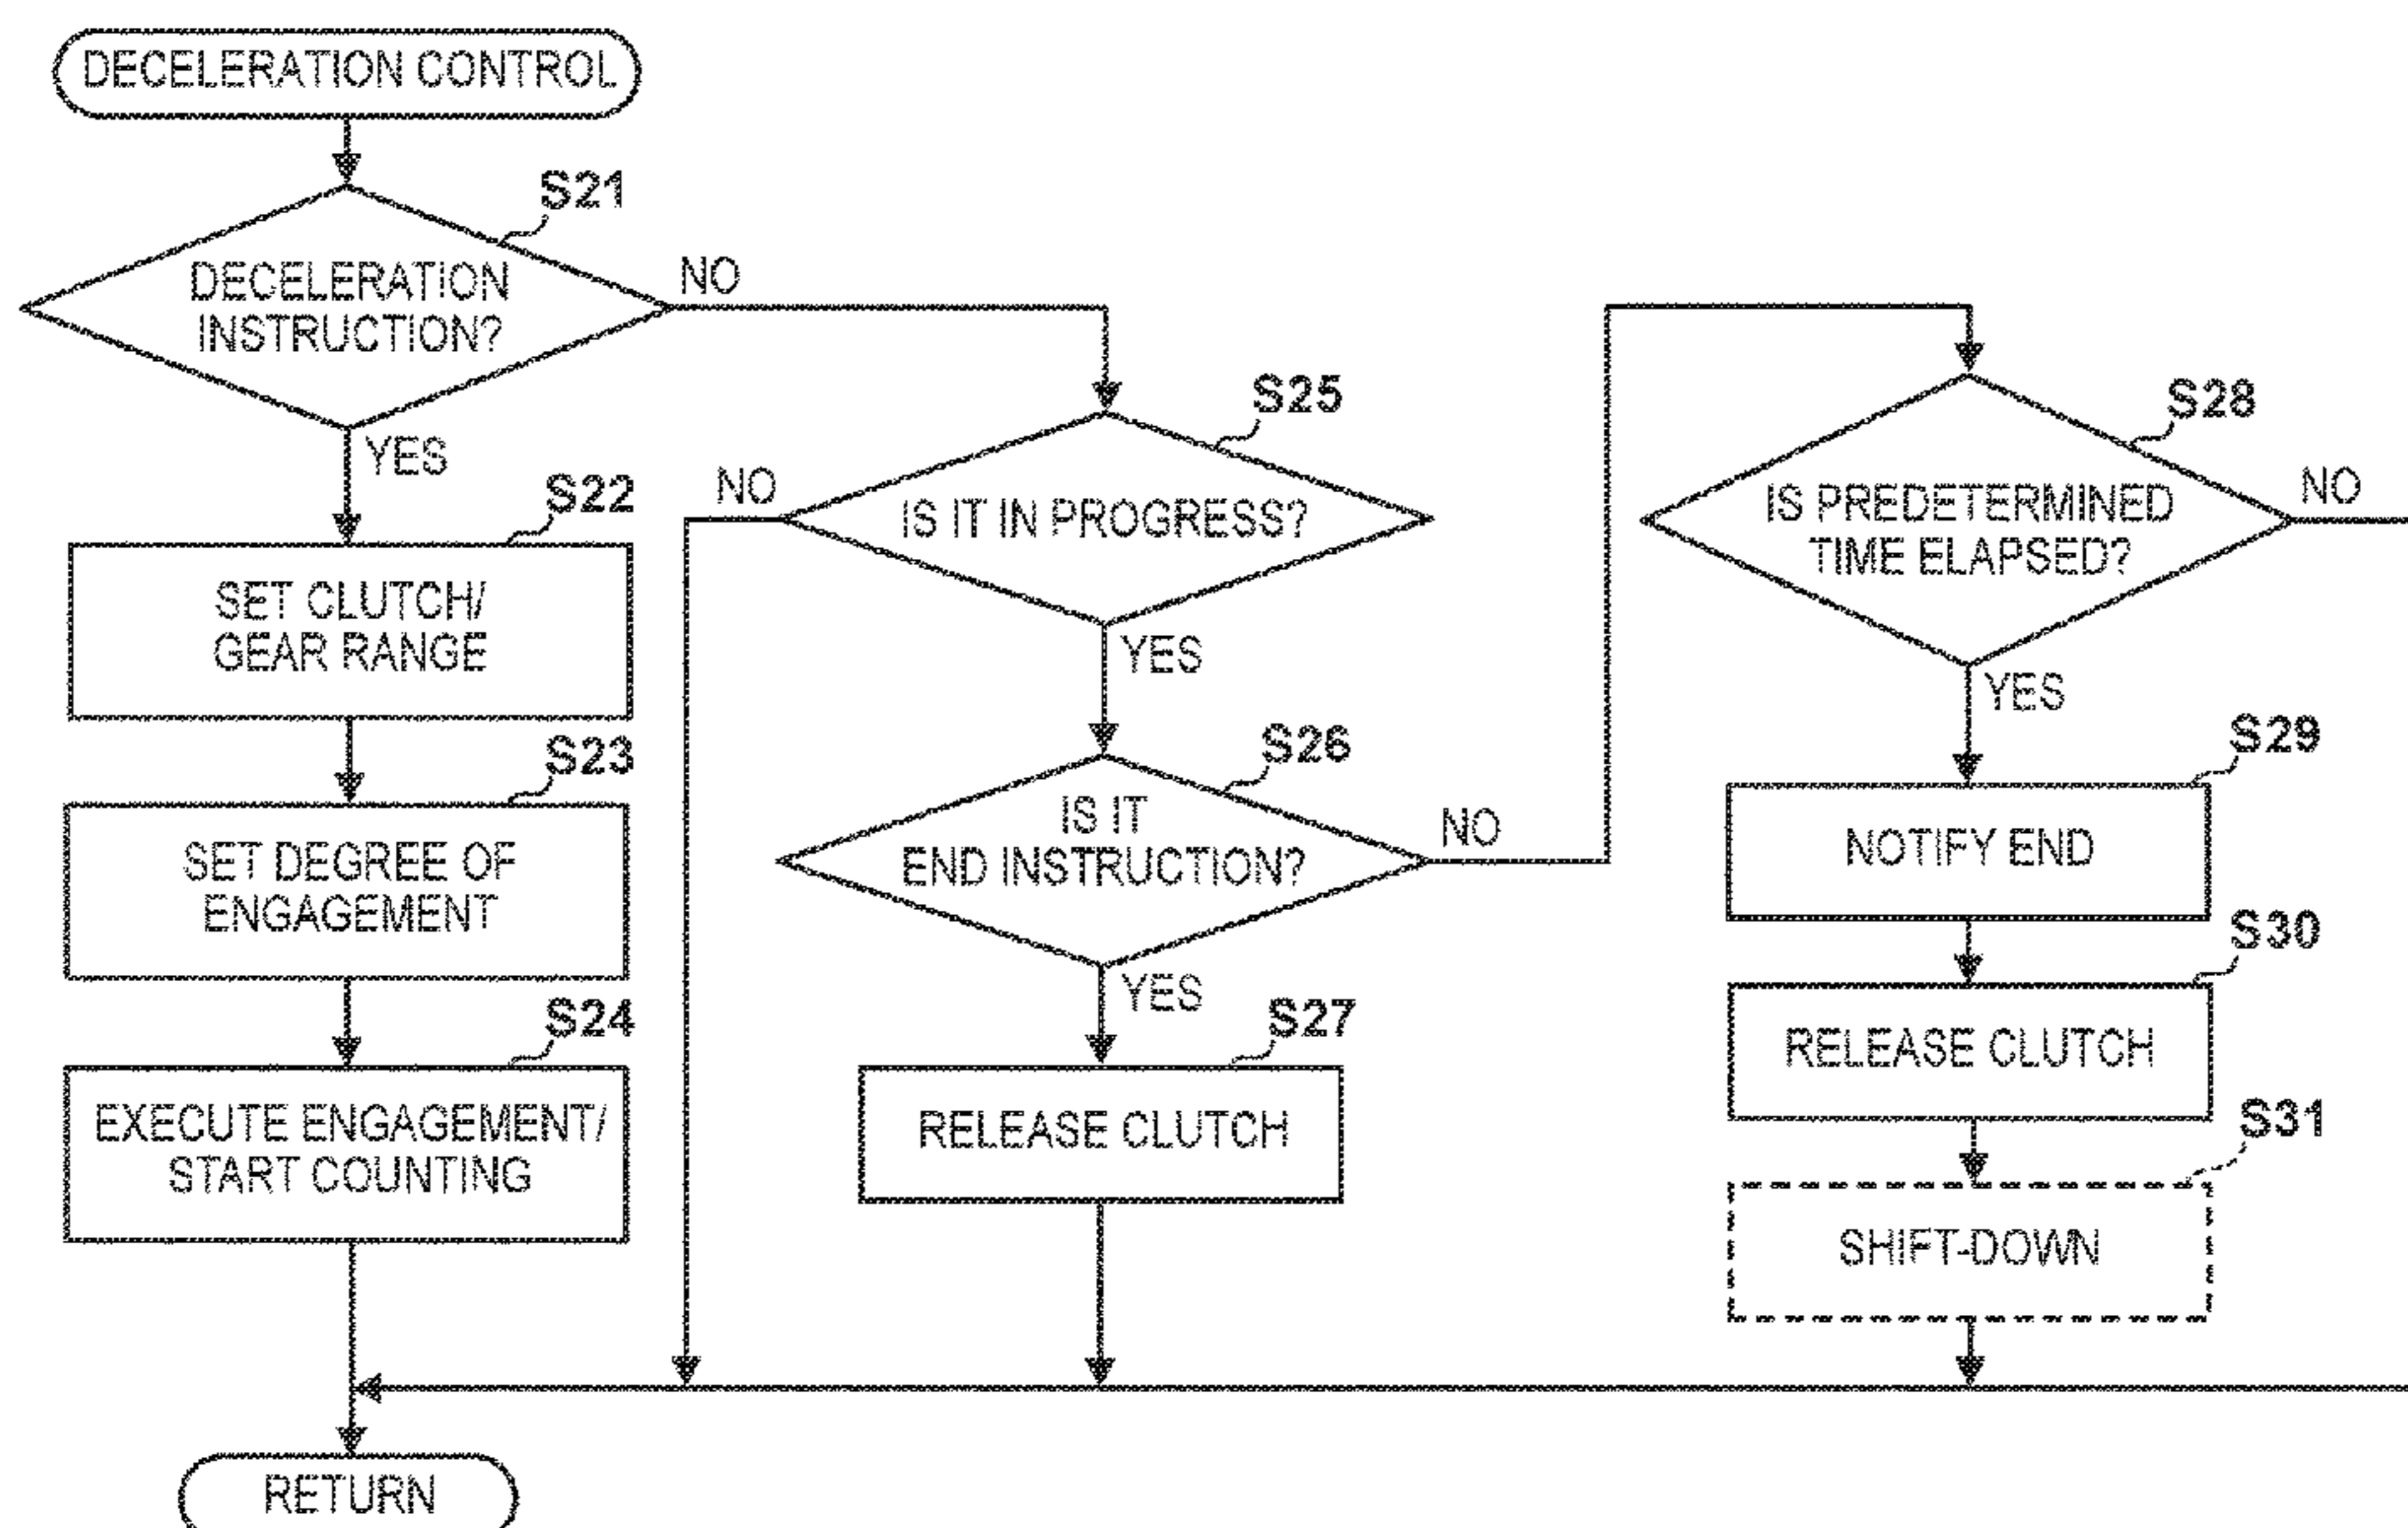 DECELERATION CONTROL
S21
DECELERATION
INSTRUCTION?
NO
YES
S22
SET CLUTCH/
GEAR RANGE
S23
SET DEGREE OF
ENGAGEMENT
S24
EXECUTE ENGAGEMENT/
START COUNTING
RETURN
S25
IS IT IN PROGRESS?
NO
YES
S26
IS IT
END INSTRUCTION?
NO
YES
S27
RELEASE CLUTCH
S28
IS PREDETERMINED
TIME ELAPSED?
NO
YES
S29
NOTIFY END
S30
RELEASE CLUTCH
S31
SHIFT-DOWN